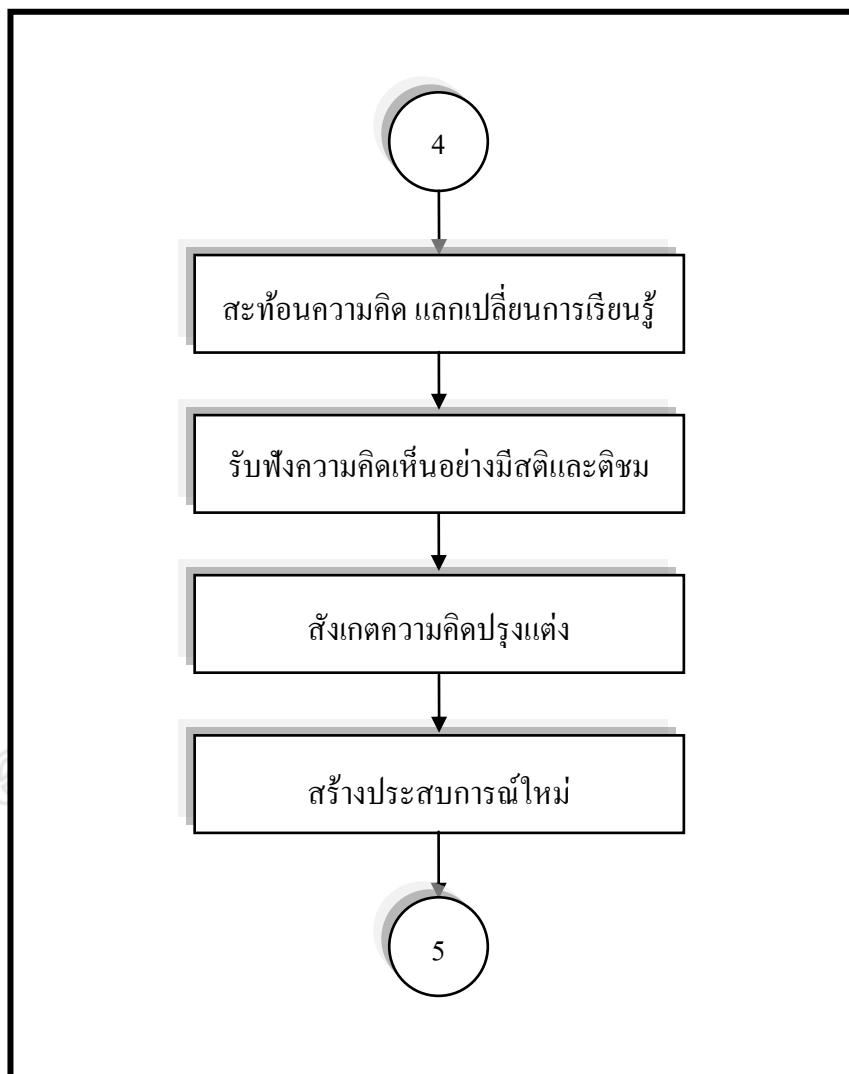 4
สะท้อนความคิด แลกเปลี่ยนการเรียนรู้
รับฟังความคิดเห็นอย่างมีสติและติชม
สังเกตความคิดปรุงแต่ง
สร้างประสบการณ์ใหม่
5